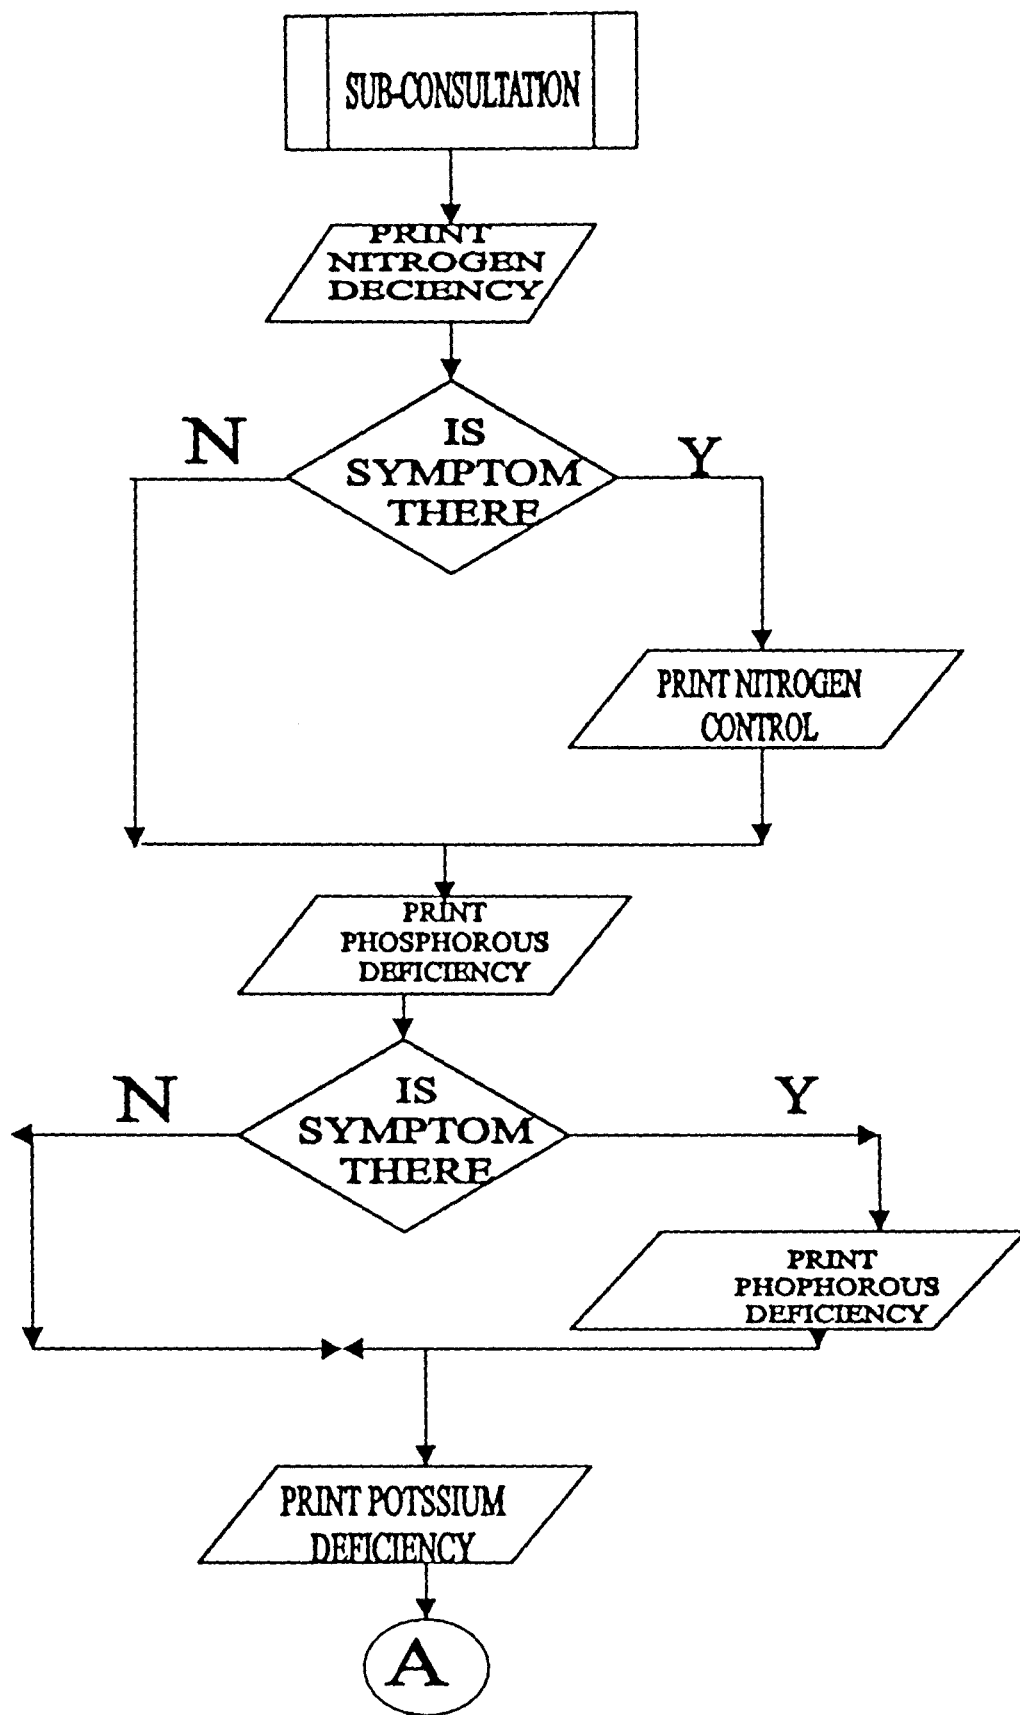 SUB-CONSULTATION
PRINT
NITROGEN
DECIENCY
N
IS
SYMPTOM
THERE
Y
PRINT NITROGEN
CONTROL
PRINT
PHOSPHOROUS
DEFICIENCY
N
IS
SYMPTOM
THERE
Y
PRINT
PHOPHOROUS
DEFICIENCY
PRINT POTSSIUM
DEFICIENCY
A